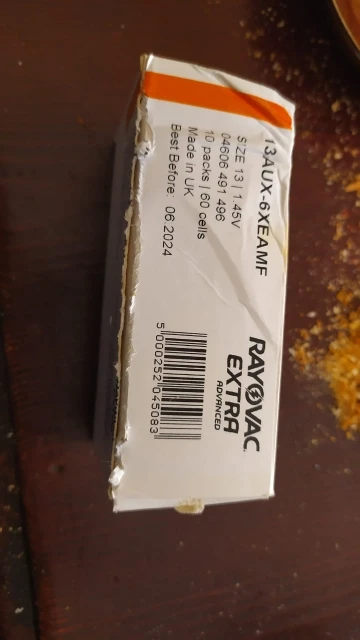 13AUX-6XEAMF
SIZE 13 | 1.45V
04606 491 496
10 packs | 60 cells
Made in UK
Best Before: 06.2024
RAYOVAC
EXTRA
ADVANCED
5 000252 045083